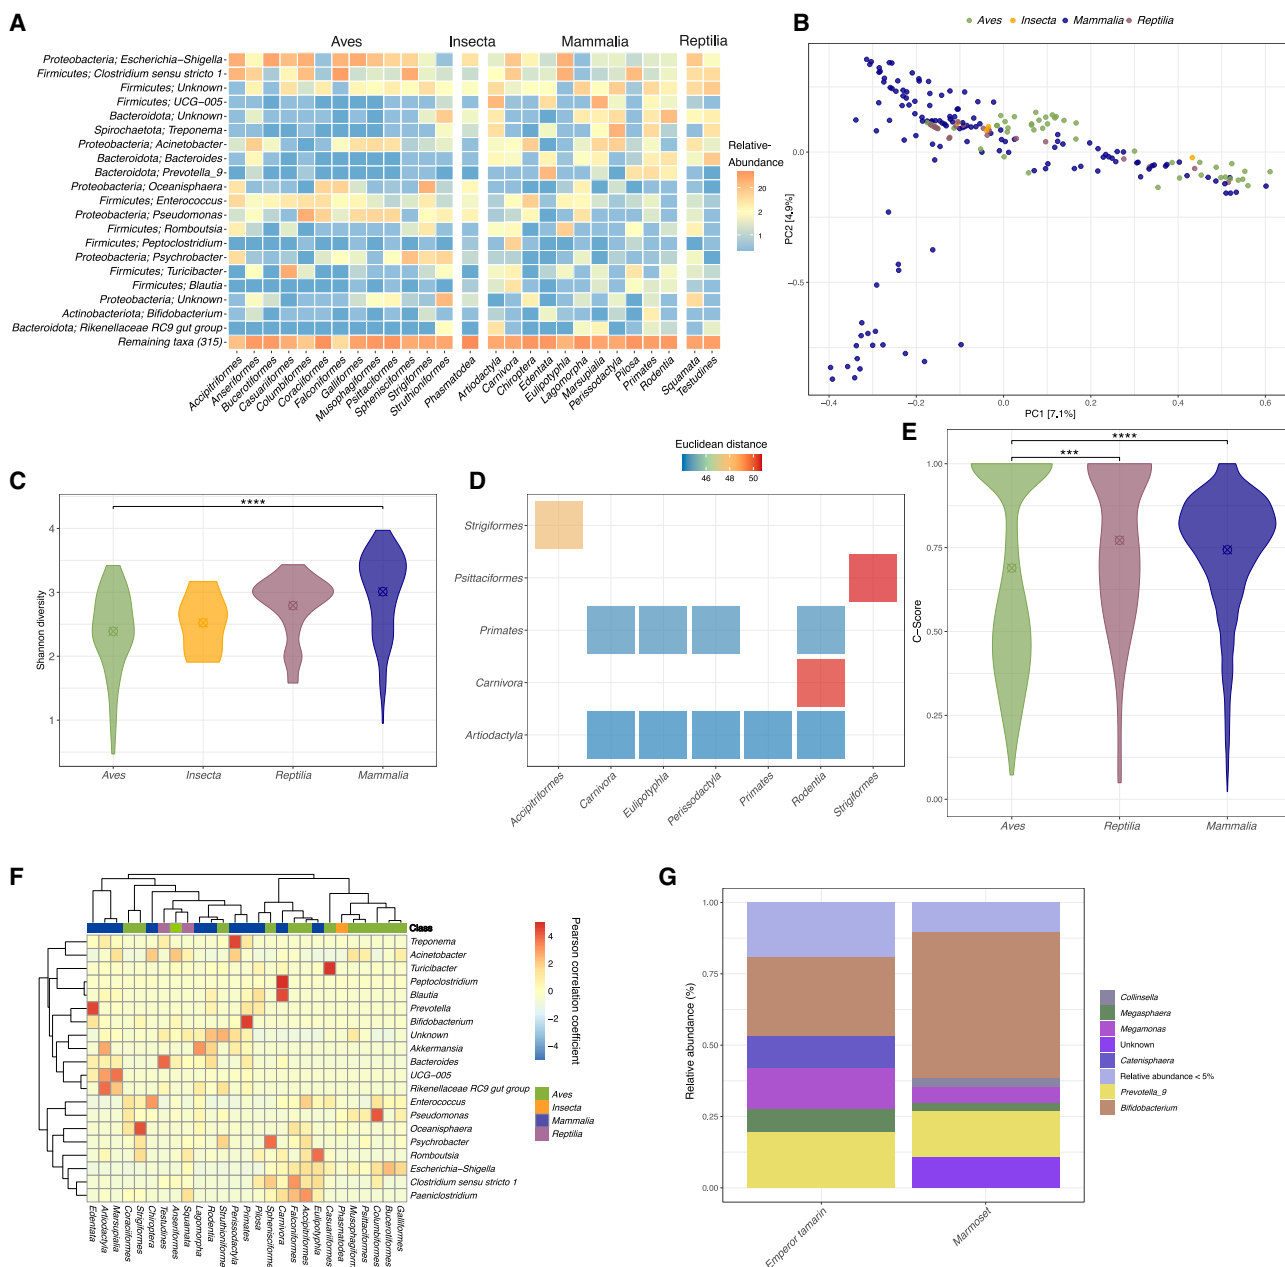 A
Aves
Insecta
Mammalia
Reptilia
Proteobacteria; Escherichia−Shigella
Firmicutes; Clostridium sensu stricto 1
Firmicutes; Unknown
Firmicutes; UCG−005
Bacteroidota; Unknown
Spirochaetota; Treponema
Proteobacteria; Acinetobacter
Bacteroidota; Bacteroides
Bacteroidota; Prevotella_9
Proteobacteria; Oceanisphaera
Firmicutes; Enterococcus
Proteobacteria; Pseudomonas
Firmicutes; Romboutsia
Firmicutes; Peptoclostridium
Proteobacteria; Psychrobacter
Firmicutes; Turicibacter
Firmicutes; Blautia
Proteobacteria; Unknown
Actinobacteriota; Bifidobacterium
Bacteroidota; Rikenellaceae RC9 gut group
Remaining taxa (315)
Accipitriformes
Anseriformes
Bucerotiformes
Casuariiformes
Columbiformes
Coraciiformes
Falconiformes
Galliformes
Musophagiformes
Psittaciformes
Sphenisciformes
Strigiformes
Struthioniformes
Phasmatodea
Artiodactyla
Carnivora
Chiroptera
Edentata
Eulipotyphla
Lagomorpha
Marsupialia
Perissodactyla
Pilosa
Primates
Rodentia
Squamata
Testudines
Relative-
Abundance
20
2
1
B
Aves
Insecta
Mammalia
Reptilia
PC2 [4.9%]
0.0
−0.5
−0.4
−0.2
0.0
0.2
0.4
0.6
PC1 [7.1%]
C
Shannon diversity
4
3
2
1
****
Aves
Insecta
Reptilia
Mammalia
Euclidean distance
46
48
50
D
Strigiformes
Psittaciformes
Primates
Carnivora
Artiodactyla
Accipitriformes
Carnivora
Eulipotyphla
Perissodactyla
Primates
Rodentia
Strigiformes
E
****
***
C−Score
1.00
0.75
0.50
0.25
0.00
Aves
Reptilia
Mammalia
F
Class
Treponema
Acinetobacter
Turicibacter
Peptoclostridium
Blautia
Prevotella
Bifidobacterium
Unknown
Akkermansia
Bacteroides
UCG−005
Rikenellaceae RC9 gut group
Enterococcus
Pseudomonas
Oceanisphaera
Psychrobacter
Romboutsia
Escherichia−Shigella
Clostridium sensu stricto 1
Paeniclostridium
Edentata
Artiodactyla
Marsupialia
Coraciiformes
Strigiformes
Chiroptera
Testudines
Anseriformes
Squamata
Lagomorpha
Rodentia
Struthioniforme
Perissodactyla
Primates
Pilosa
Sphenisciforme
Carnivora
Falconiformes
Accipitriformes
Eulipotyphla
Casuariiformes
Phasmatodea
Musophagiform
Psittaciformes
Columbiformes
Bucerotiformes
Galliformes
4
2
0
−2
−4
Pearson correlation
coefficient
Aves
Insecta
Mammalia
Reptilia
G
Relative abundance (%)
1.00
0.75
0.50
0.25
0.00
Emperor tamarin
Marmoset
Collinsella
Megasphaera
Megamonas
Unknown
Catenisphaera
Relative abundance < 5%
Prevotella_9
Bifidobacterium